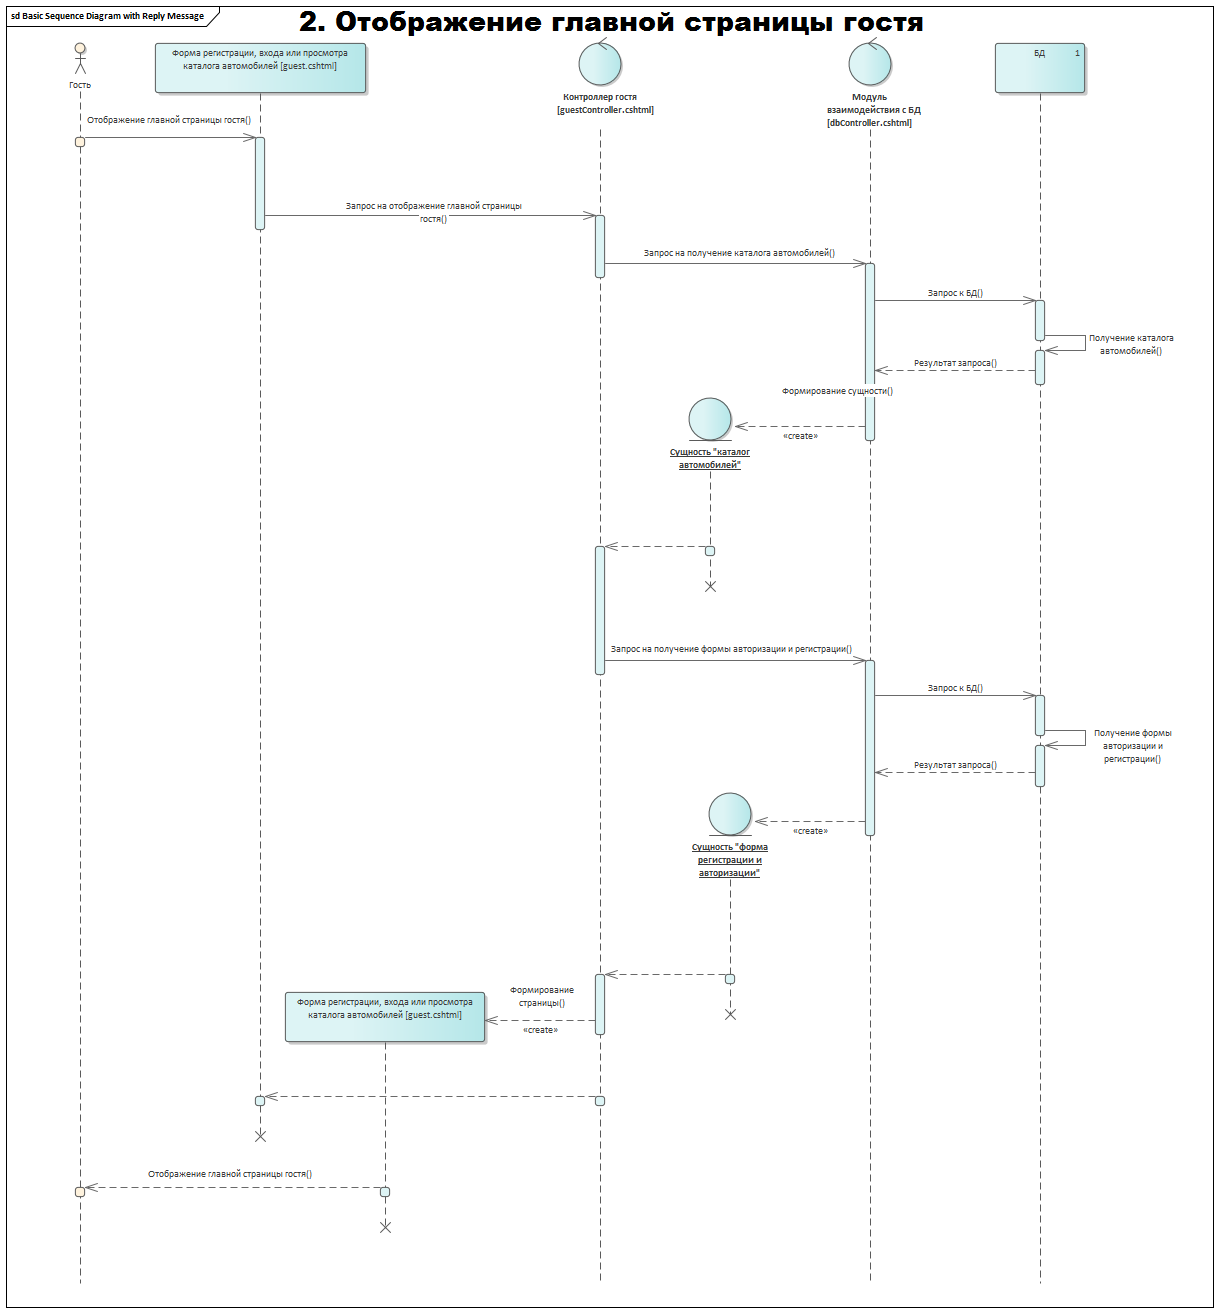 sd Basic Sequence Diagram with Reply Message
2. Отображение главной страницы гостя
Гость
Форма регистрации, входа или просмотра
каталога автомобилей [guest.cshtml]
Контроллер гостя
[guestController.cshtml]
Модуль
взаимодействия с БД
[dbController.cshtml]
БД
1
Отображение главной страницы гостя()
Запрос на отображение главной страницы
гостя()
Запрос на получение каталога автомобилей()
Запрос к БД()
Получение каталога
автомобилей()
Результат запроса()
Формирование сущности()
«create»
Сущность "каталог
автомобилей"
Запрос на получение формы авторизации и регистрации()
Запрос к БД()
Получение формы
авторизации и
регистрации()
Результат запроса()
«create»
Сущность "форма
регистрации и
авторизации"
Формирование
страницы()
«create»
Форма регистрации, входа или просмотра
каталога автомобилей [guest.cshtml]
Отображение главной страницы гостя()